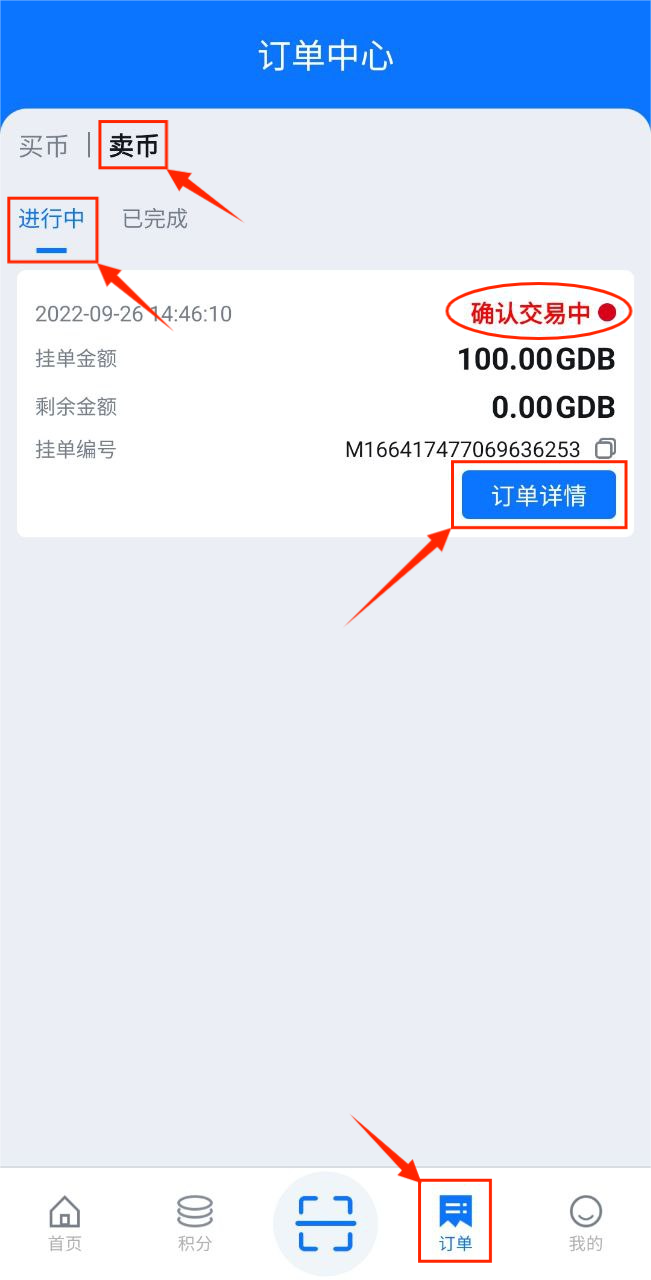 订单中心
买币 | 卖币
进行中 已完成
2022-09-26 14:46:10 确认交易中
挂单金额 100.00GDB
剩余金额 0.00GDB
挂单编号 M166417477069636253
订单详情
首页 积分 订单 我的